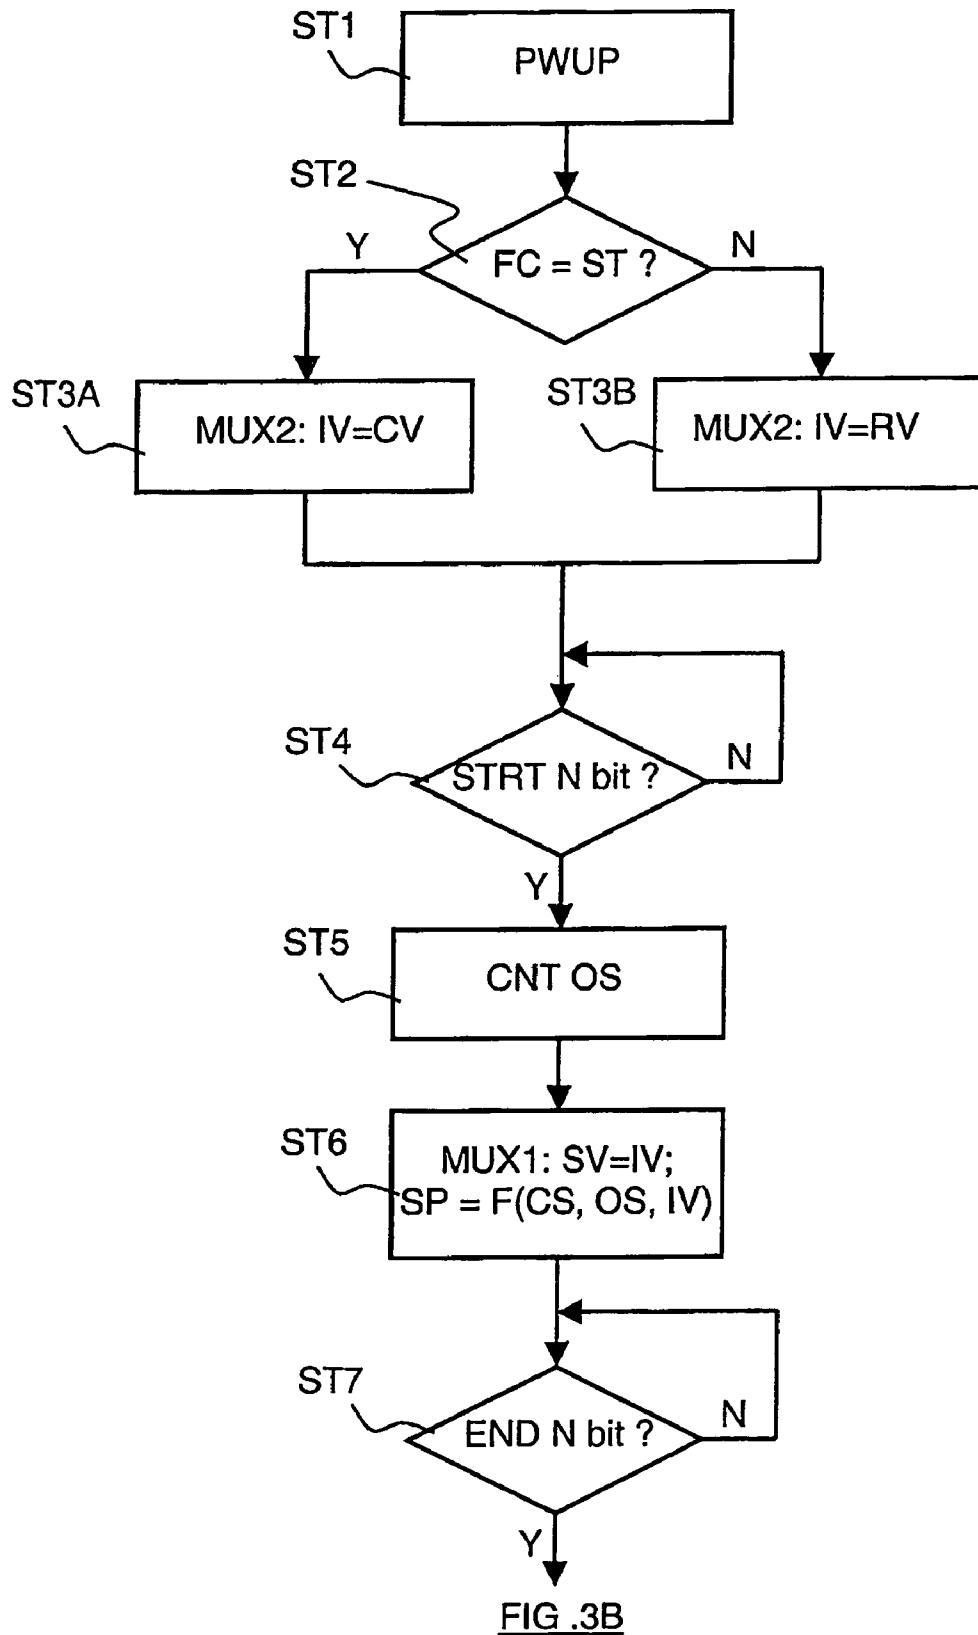 ST1
PWUP
ST2
Y
FC = ST ?
N
ST3A
MUX2: IV=CV
ST3B
MUX2: IV=RV
ST4
STRT N bit ?
N
Y
ST5
CNT OS
ST6
MUX1: SV=IV;
SP = F(CS, OS, IV)
ST7
END N bit ?
N
Y
FIG .3B